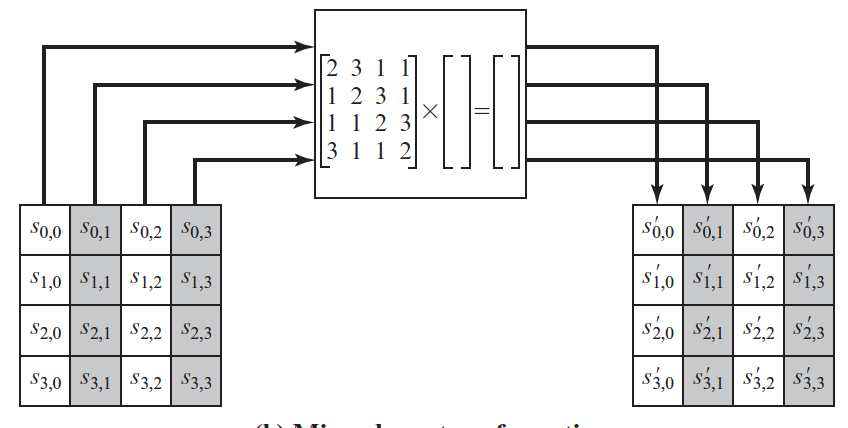 2 3 1 1
1 2 3 1
1 1 2 3
3 1 1 2
× =
s0,0 s0,1 s0,2 s0,3
s1,0 s1,1 s1,2 s1,3
s2,0 s2,1 s2,2 s2,3
s3,0 s3,1 s3,2 s3,3
s′0,0 s′0,1 s′0,2 s′0,3
s′1,0 s′1,1 s′1,2 s′1,3
s′2,0 s′2,1 s′2,2 s′2,3
s′3,0 s′3,1 s′3,2 s′3,3